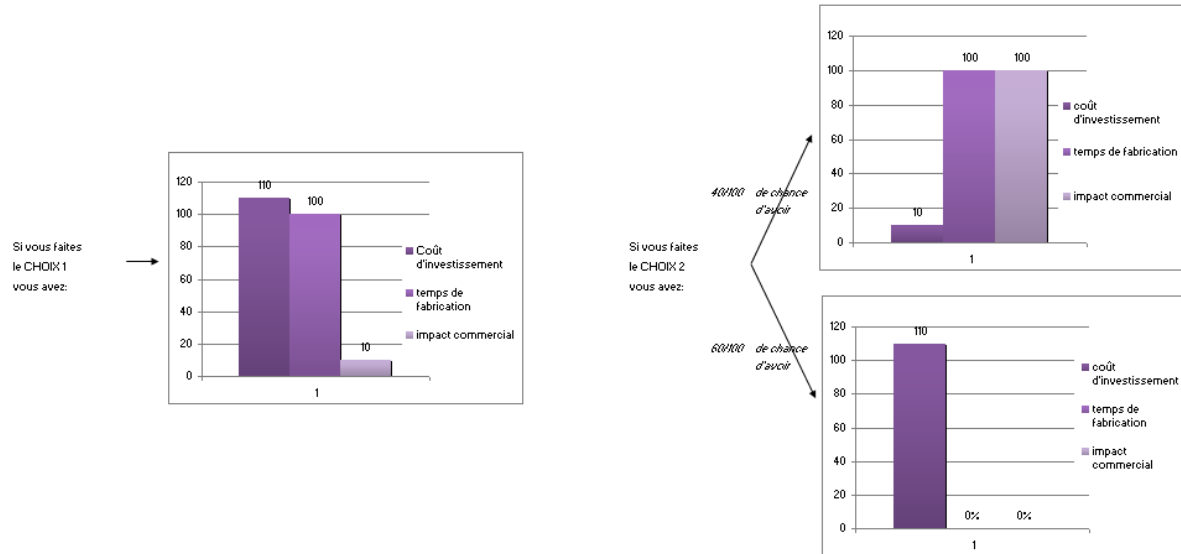 Si vous faites
le CHOIX 1
vous avez:
120
100
80
60
40
20
0
110
100
10
1
Coût
d'investissement
temps de
fabrication
impact commercial
Si vous faites
le CHOIX 2
vous avez:
40/100 de chance
d'avoir
120
100
80
60
40
20
0
10
100
100
1
coût
d'investissement
temps de fabrication
impact commercial
60/100 de chance
d'avoir
120
100
80
60
40
20
0
110
0%
0%
1
coût
d'investissement
temps de
fabrication
impact
commercial